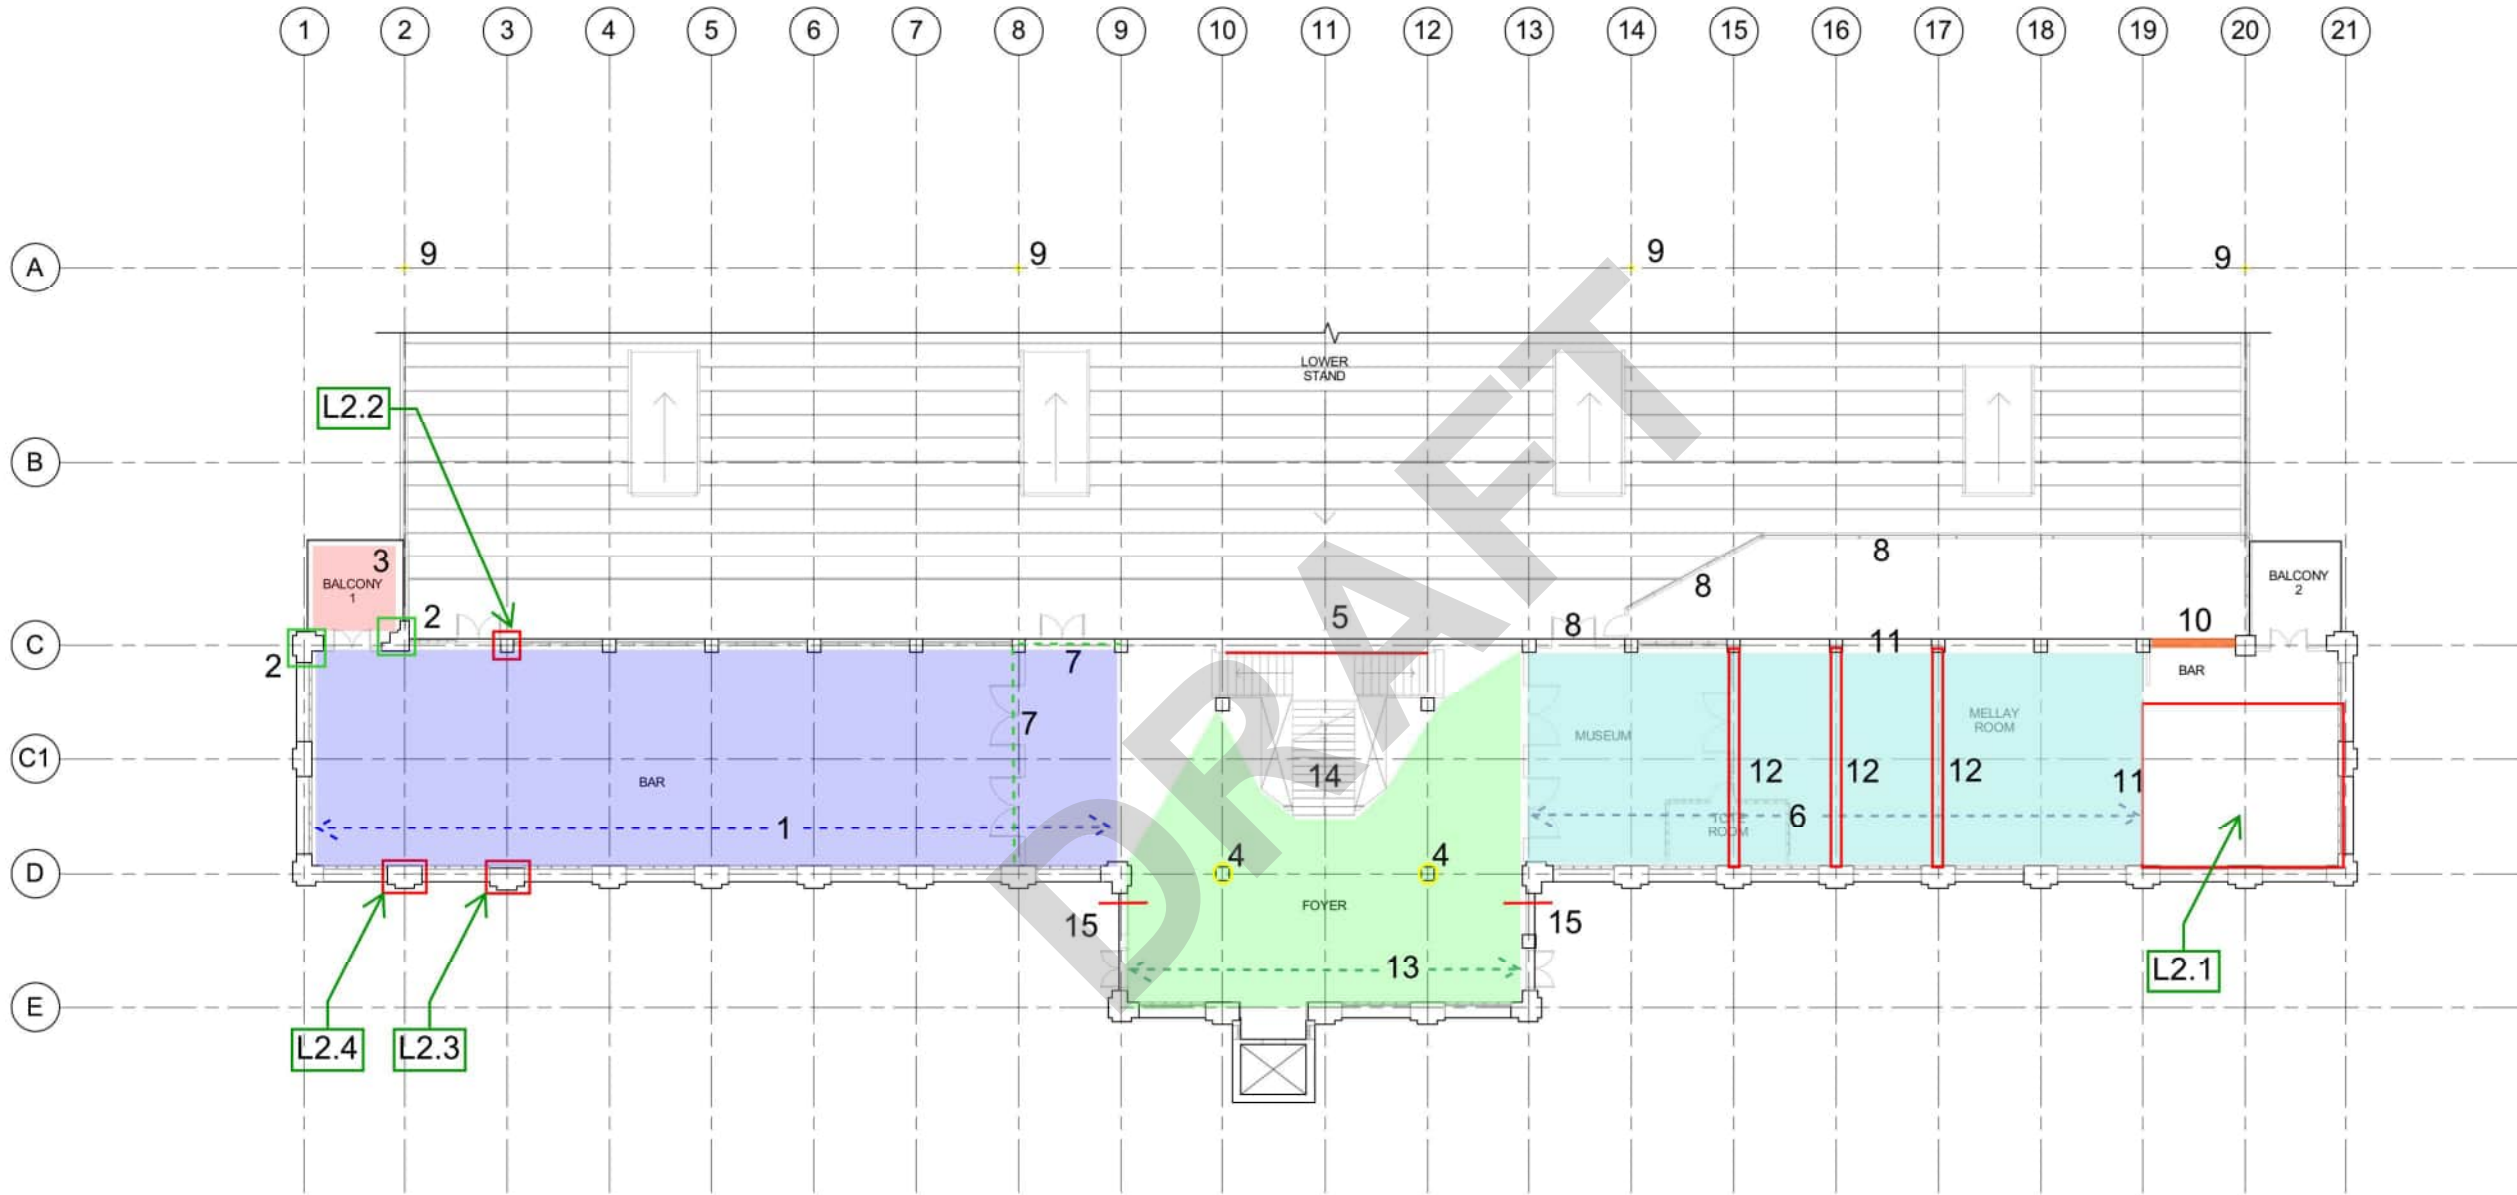 1 2 3 4 5 6 7 8 9 10 11 12 13 14 15 16 17 18 19 20 21
A
9 9 9 9
LOWER
STAND
L2.2
B
3
BALCONY
1
8
8
BALCONY
2
2 5 8 10
C
11
2
7
BAR
7
MELLAY
ROOM
MUSEUM
C1
BAR
14
12 12 12 11
1
6
TOTE
ROOM
4 4
D
FOYER
15 15
13
L2.1
E
L2.4 L2.3
DRAFT